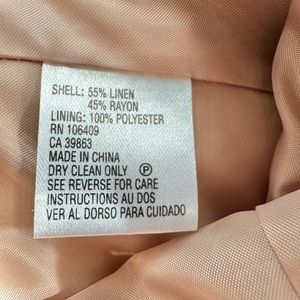 SHELL: 55% LINEN
45% RAYON
LINING: 100% POLYESTER
RN 106409
CA 39863
MADE IN CHINA
DRY CLEAN ONLY Ⓟ
SEE REVERSE FOR CARE
INSTRUCTIONS AU DOS
VER AL DORSO PARA CUIDADO